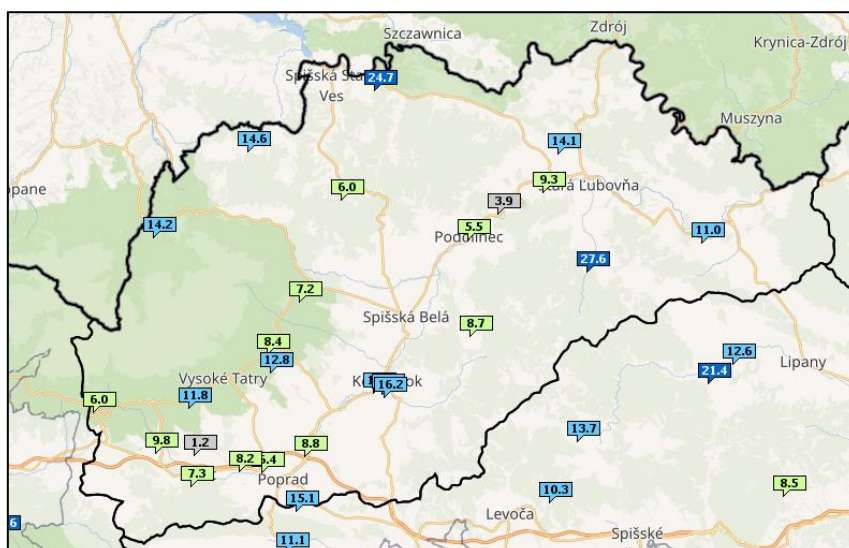 Szczawnica
Zdrój
Krynica-Zdrój
24.7
Ves
Muszyna
14.6
14.1
9.3
6.0
3.9
Ľubovňa
14.2
5.5
11.0
27.6
7.2
Spišská Belá
8.7
8.4
12.8
12.6
Lipany
21.4
Vysoké Tatry
16.2
11.8
6.0
13.7
9.8
1.2
8.8
8.2
7.3
Poprad
10.3
8.5
15.1
Levoča
Spišské
11.1